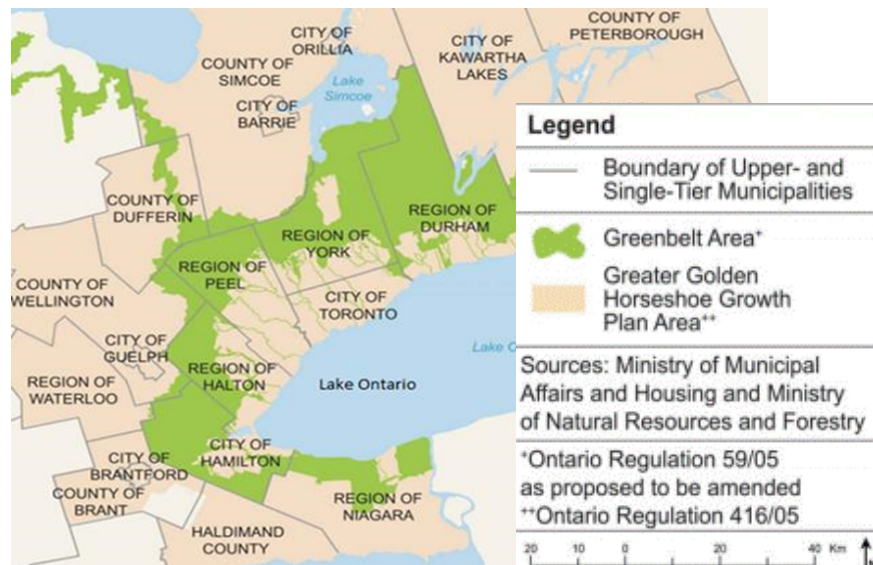 COUNTY OF
PETERBOROUGH
CITY OF
ORILLIA
CITY OF
KAWARTHA
LAKES
COUNTY OF
SIMCOE
Lake
Simcoe
CITY OF
BARRIE
COUNTY OF
DUFFERIN
REGION OF
DURHAM
REGION OF
YORK
REGION OF
PEEL
COUNTY OF
WELLINGTON
CITY OF
TORONTO
CITY OF
GUELPH
Lake O
REGION OF
HALTON
REGION OF
WATERLOO
Lake Ontario
CITY OF
HAMILTON
CITY OF
BRANTFORD
COUNTY OF
BRANT
REGION OF
NIAGARA
HALDIMAND
COUNTY
Legend
Boundary of Upper- and
Single-Tier Municipalities
Greenbelt Area+
Greater Golden
Horseshoe Growth
Plan Area++
Sources: Ministry of Municipal
Affairs and Housing and Ministry
of Natural Resources and Forestry
+Ontario Regulation 59/05
as proposed to be amended
++Ontario Regulation 416/05
20 10 0 20 40 Km